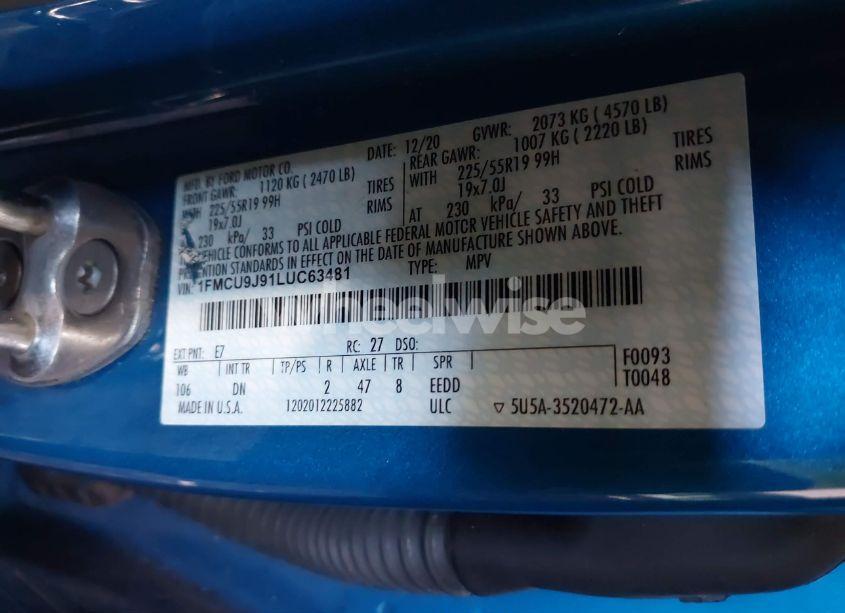 MFD. BY FORD MOTOR CO.
DATE: 12/20 GVWR: 2073 KG ( 4570 LB)
FRONT GAWR: 1120 KG ( 2470 LB)
REAR GAWR: 1007 KG ( 2220 LB)
225/55R19 99H TIRES
WITH 225/55R19 99H TIRES
19x7.0J RIMS
19x7.0J RIMS
230 kPa/ 33 PSI COLD
AT 230 kPa/ 33 PSI COLD
VEHICLE CONFORMS TO ALL APPLICABLE FEDERAL MOTOR VEHICLE SAFETY AND THEFT
PREVENTION STANDARDS IN EFFECT ON THE DATE OF MANUFACTURE SHOWN ABOVE.
VIN: 1FMCU9J91LUC63481 TYPE: MPV
wheelwise
EXT PNT: E7 RC: 27 DSO:
WB INT TR TP/PS R AXLE TR SPR
106 DN 2 47 8 EEDD
F0093
T0048
MADE IN U.S.A. 1202012225882 ULC ▽ 5U5A-3520472-AA